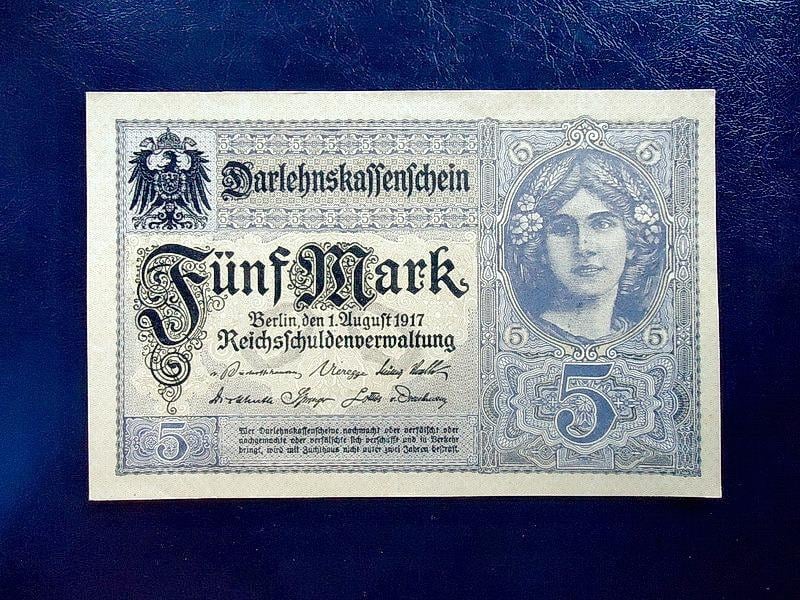 Darlehnskassenschein
Fünf Mark
Berlin, den 1. August 1917
Reichsschuldenverwaltung
5
Wer Darlehnskassenscheine nachmacht oder verfälscht oder
nachgemachte oder verfälschte sich verschafft und in Verkehr
bringt, wird mit Zuchthaus nicht unter zwei Jahren bestraft.
5 5
5 5
5